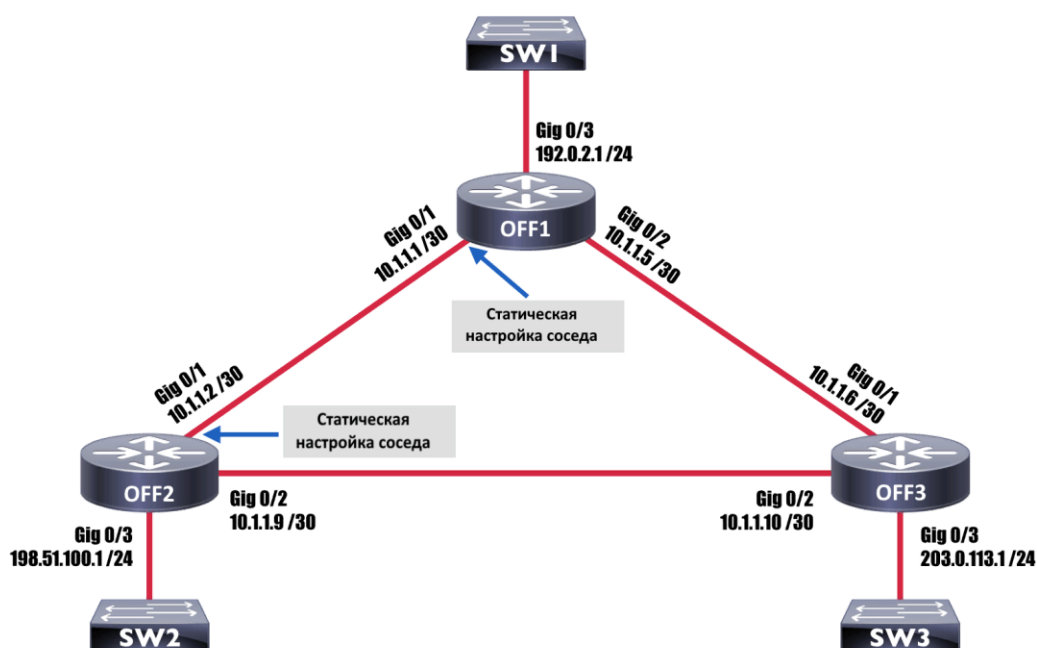 SW1
Gig 0/3
192.0.2.1 /24
OFF1
Gig 0/1
10.1.1.1 /30
Gig 0/2
10.1.1.5 /30
Статическая
настройка соседа
Gig 0/1
10.1.1.2 /30
Gig 0/1
10.1.1.6 /30
Статическая
настройка соседа
OFF2
OFF3
Gig 0/2
10.1.1.9 /30
Gig 0/2
10.1.1.10 /30
Gig 0/3
198.51.100.1 /24
Gig 0/3
203.0.113.1 /24
SW2
SW3